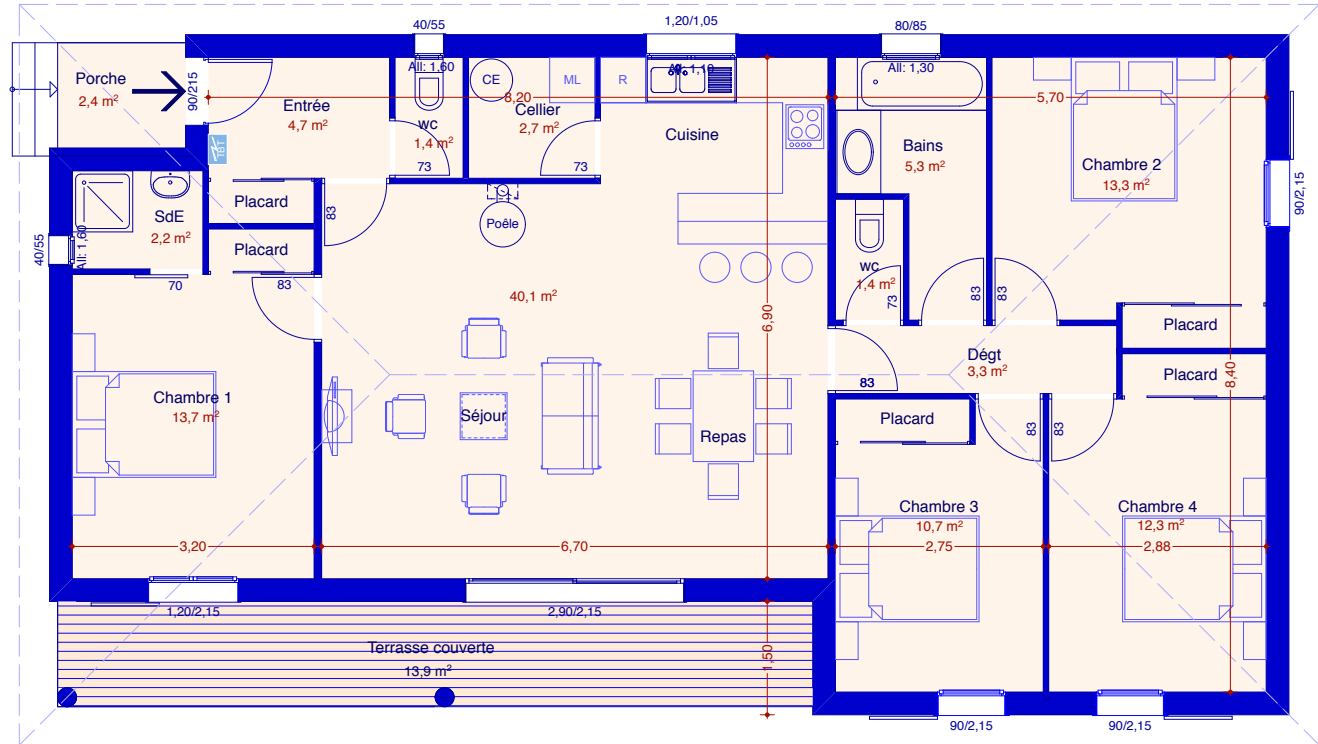 40/55
1,20/1,05
80/85
Porche
2,4 m²
90/215
Entrée
4,7 m²
TBT
All: 1,60
wc
1,4 m²
73
CE
ML
Cellier
2,7 m²
73
8,20
R
Cuisine
All: 1,30
Bains
5,3 m²
5,70
Chambre 2
13,3 m²
90/2,15
SdE
2,2 m²
40/55
All: 1,60
70
Placard
Placard
83
83
Poêle
40,1 m²
6,90
wc
1,4 m²
73
83
83
Placard
Placard
8,40
Dégt
3,3 m²
83
Chambre 1
13,7 m²
Séjour
Repas
Placard
83
83
Chambre 3
10,7 m²
Chambre 4
12,3 m²
3,20
6,70
2,75
2,88
1,20/2,15
2,90/2,15
Terrasse couverte
13,9 m²
1,50
90/2,15
90/2,15